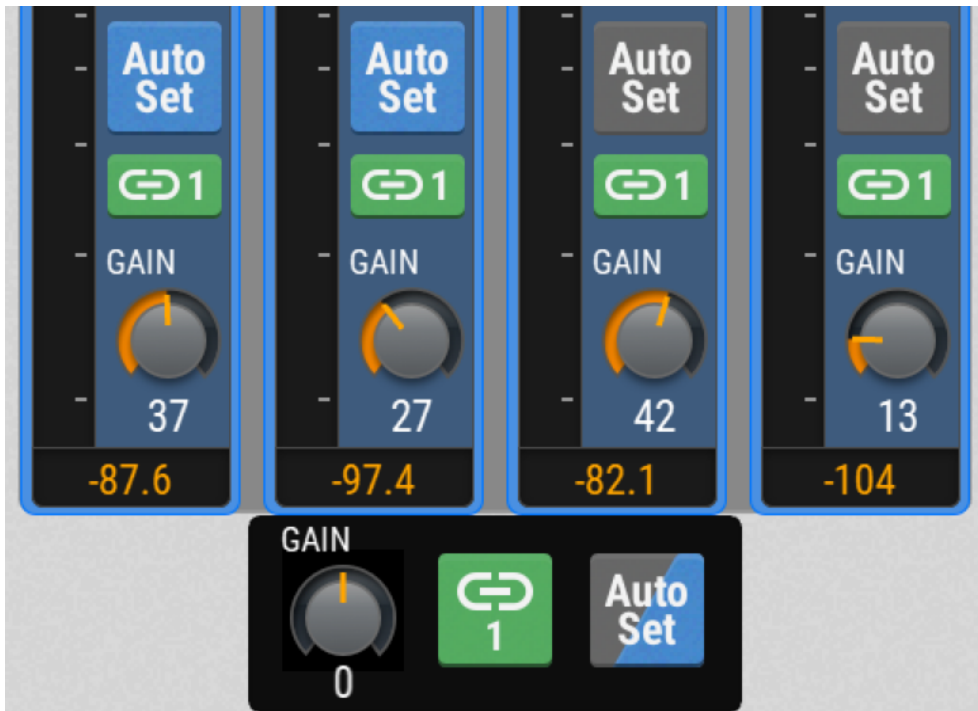 Auto Set
Auto Set
Auto Set
Auto Set
1
1
1
1
GAIN
GAIN
GAIN
GAIN
37
27
42
13
-87.6
-97.4
-82.1
-104
GAIN
0
1
Auto Set